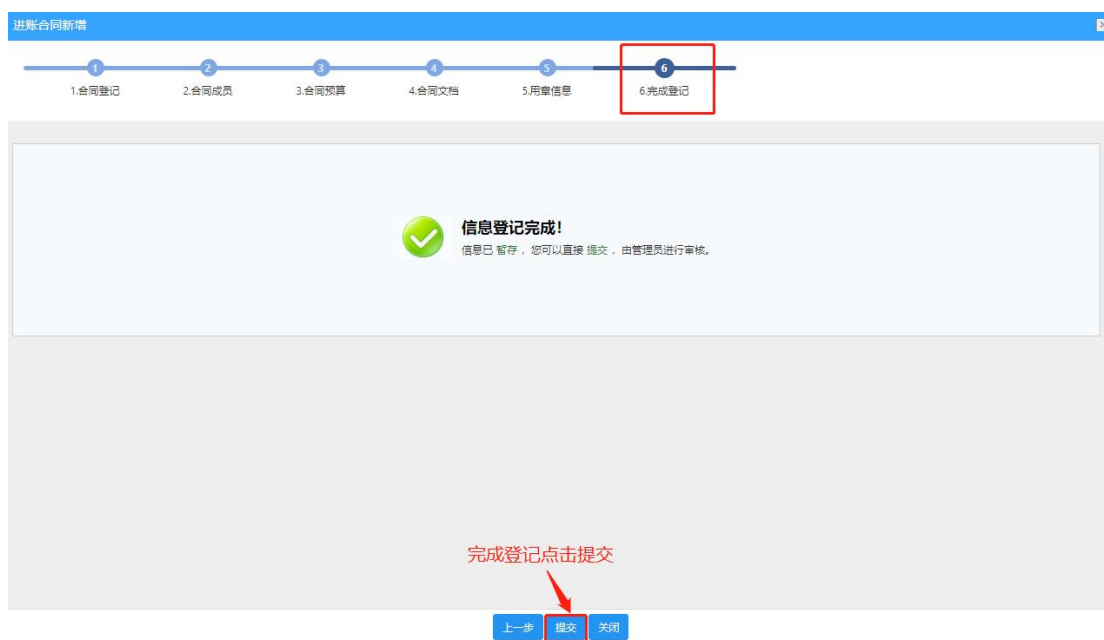 进账合同新增
1 2 3 4 5 6
1.合同登记 2.合同成员 3.合同预算 4.合同文档 5.用章信息 6.完成登记
信息登记完成!
信息已 暂存 , 您可以直接 提交 , 由管理员进行审核。
完成登记点击提交
上一步 提交 关闭